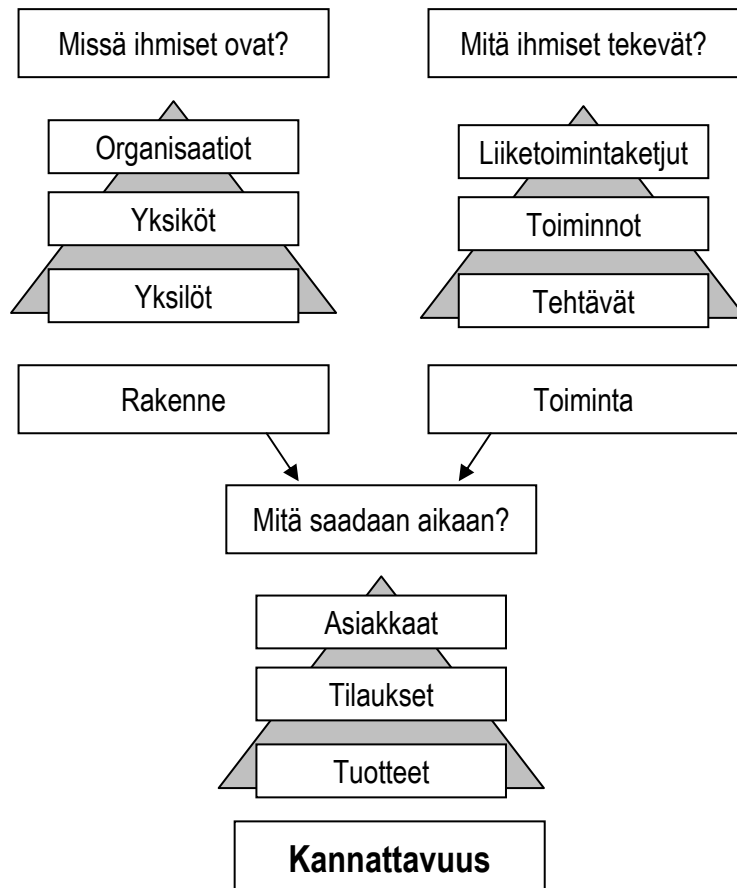 Missä ihmiset ovat?
Mitä ihmiset tekevät?
Organisaatiot
Yksiköt
Yksilöt
Liiketoimintaketjut
Toiminnot
Tehtävät
Rakenne
Toiminta
Mitä saadaan aikaan?
Asiakkaat
Tilaukset
Tuotteet
Kannattavuus